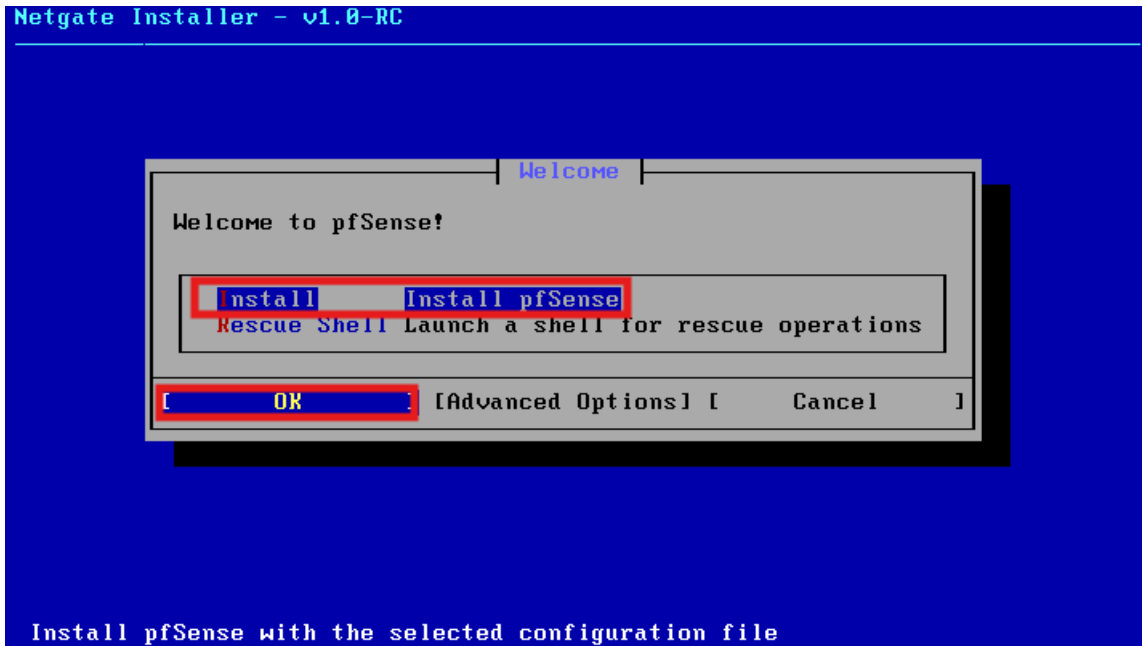 Netgate Installer - v1.0-RC
Welcome
Welcome to pfSense!
Install Install pfSense
Rescue Shell Launch a shell for rescue operations
[ OK ] [Advanced Options] [ Cancel ]
Install pfSense with the selected configuration file